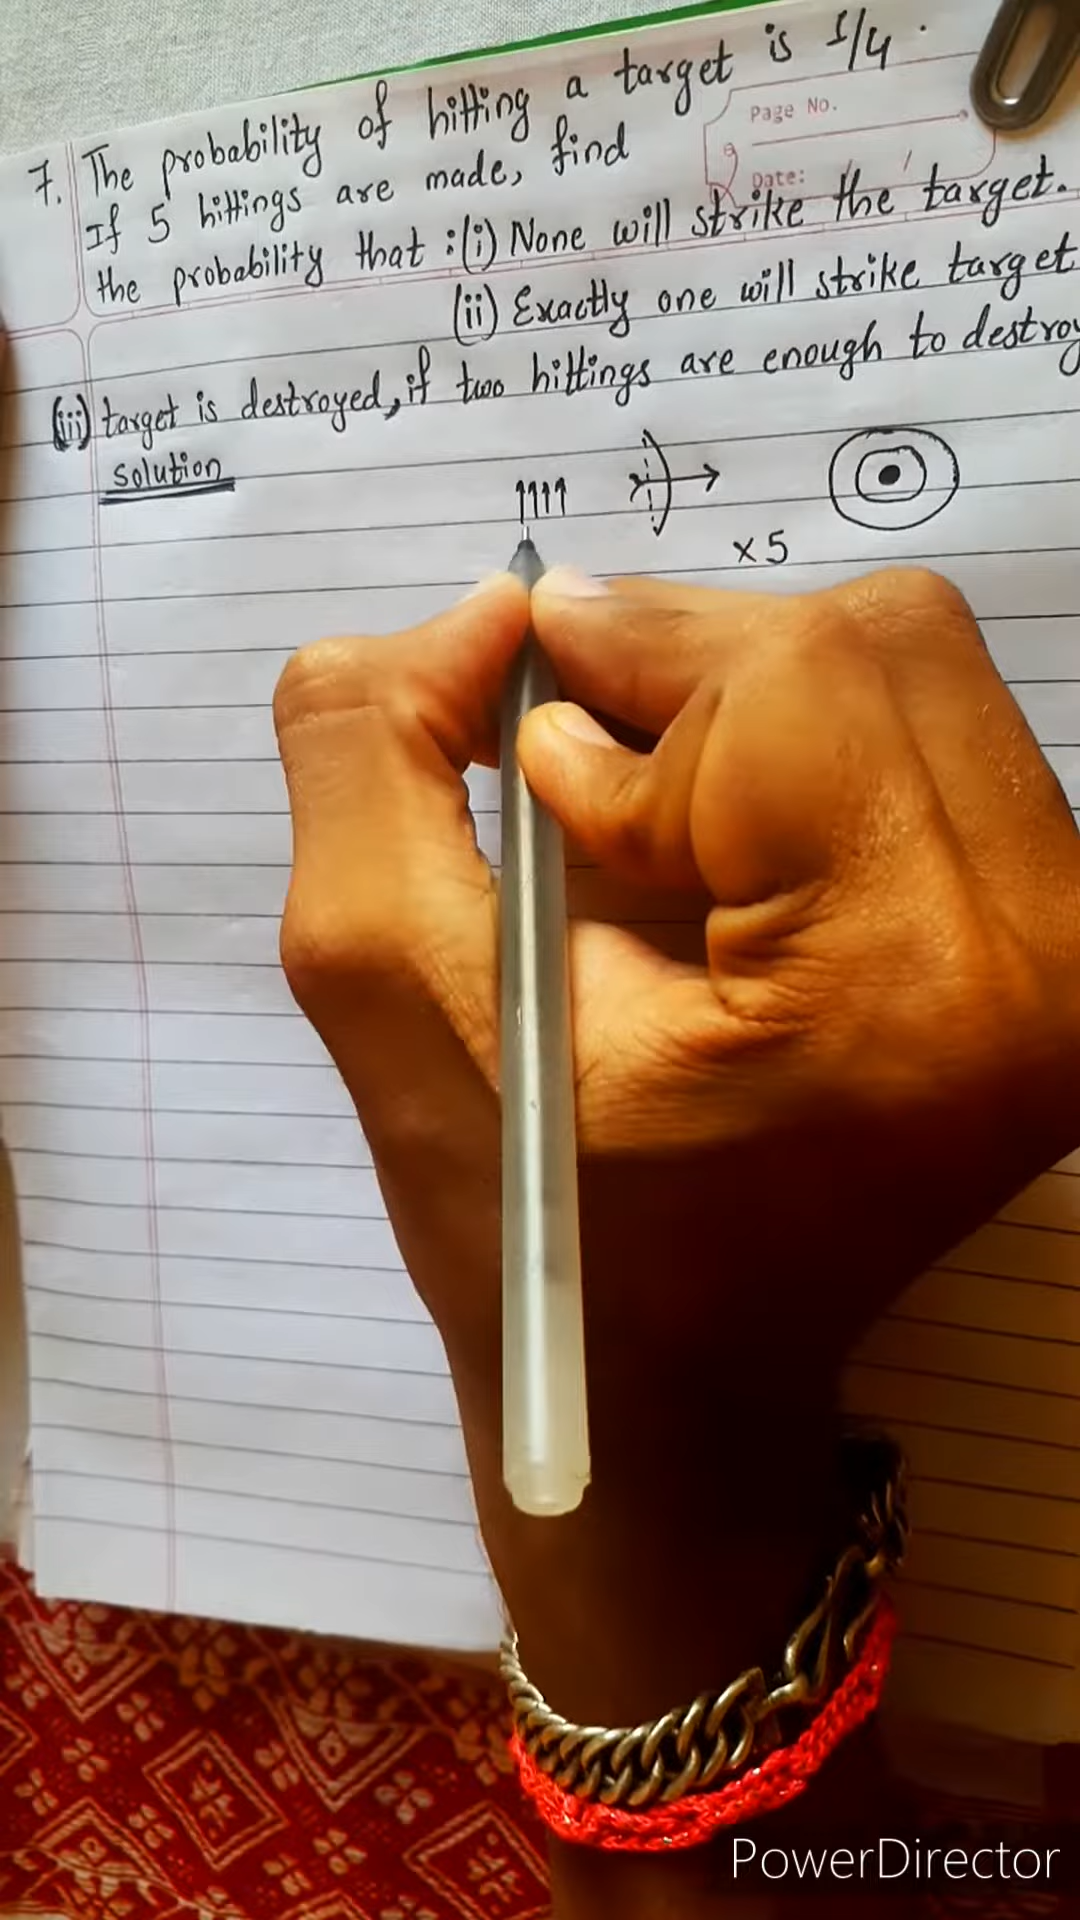 7. The probability of hitting a target is 1/4.
Page No.
If 5 hittings are made, find
Date:
the probability that :(i) None will strike the target.
(ii) Exactly one will strike target
(iii) target is destroyed, if two hittings are enough to destroy
Solution
x 5
PowerDirector